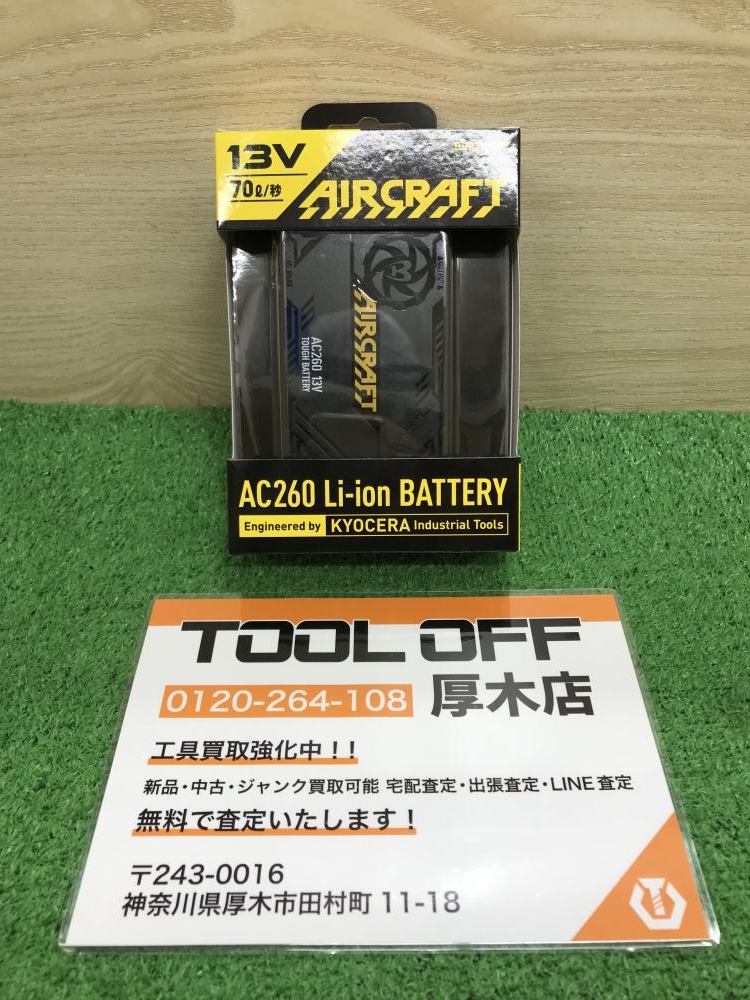 13V
70ℓ/秒
AIRCRAFT
AIRCRAFT
AC260 13V
TOUGH BATTERY
AC260 Li-ion BATTERY
Engineered by KYOCERA Industrial Tools
TOOL OFF
0120-264-108 厚木店
工具買取強化中!!
新品・中古・ジャンク買取可能 宅配査定・出張査定・LINE査定
無料で査定いたします!
〒243-0016
神奈川県厚木市田村町 11-18